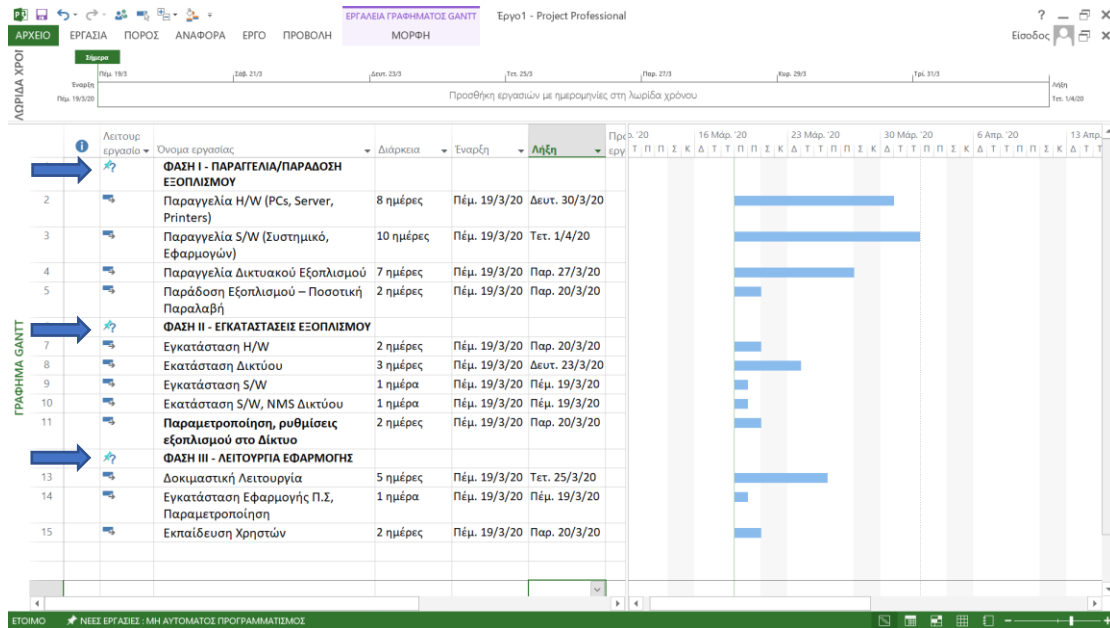 ΕΡΓΑΛΕΙΑ ΓΡΑΦΗΜΑΤΟΣ GANTT Έργο1 - Project Professional
ΑΡΧΕΙΟ ΕΡΓΑΣΙΑ ΠΟΡΟΣ ΑΝΑΦΟΡΑ ΕΡΓΟ ΠΡΟΒΟΛΗ ΜΟΡΦΗ Είσοδος
ΛΩΡΙΔΑ ΧΡΟΙ
Σήμερα
Πέμ. 19/3 Σάβ. 21/3 Δευτ. 23/3 Τετ. 25/3 Παρ. 27/3 Κυρ. 29/3 Τρί. 31/3
Έναρξη
Πέμ. 19/3/20
Προσθήκη εργασιών με ημερομηνίες στη λωρίδα χρόνου
Λήξη
Τετ. 1/4/20
ΓΡΑΦΗΜΑ GANTT
Λειτουρ
εργασίο Όνομα εργασίας Διάρκεια Έναρξη Λήξη
Προ
εργ
ρ. '20 16 Μάρ. '20 23 Μάρ. '20 30 Μάρ. '20 6 Απρ. '20 13 Απρ.
Τ Π Π Σ Κ Δ Τ Τ Π Π Σ Κ Δ Τ Τ Π Π Σ Κ Δ Τ Τ Π Π Σ Κ Δ Τ Τ Π Π Σ Κ Δ Τ Τ
ΦΑΣΗ Ι - ΠΑΡΑΓΓΕΛΙΑ/ΠΑΡΑΔΟΣΗ
ΕΞΟΠΛΙΣΜΟΥ
2 Παραγγελία H/W (PCs, Server, 8 ημέρες Πέμ. 19/3/20 Δευτ. 30/3/20
Printers)
3 Παραγγελία S/W (Συστημικό, 10 ημέρες Πέμ. 19/3/20 Τετ. 1/4/20
Εφαρμογών)
4 Παραγγελία Δικτυακού Εξοπλισμού 7 ημέρες Πέμ. 19/3/20 Παρ. 27/3/20
5 Παράδοση Εξοπλισμού – Ποσοτική 2 ημέρες Πέμ. 19/3/20 Παρ. 20/3/20
Παραλαβή
ΦΑΣΗ ΙΙ - ΕΓΚΑΤΑΣΤΑΣΕΙΣ ΕΞΟΠΛΙΣΜΟΥ
7 Εγκατάσταση H/W 2 ημέρες Πέμ. 19/3/20 Παρ. 20/3/20
8 Εκατάσταση Δικτύου 3 ημέρες Πέμ. 19/3/20 Δευτ. 23/3/20
9 Εγκατάσταση S/W 1 ημέρα Πέμ. 19/3/20 Πέμ. 19/3/20
10 Εκατάσταση S/W, NMS Δικτύου 1 ημέρα Πέμ. 19/3/20 Πέμ. 19/3/20
11 Παραμετροποίηση, ρυθμίσεις 2 ημέρες Πέμ. 19/3/20 Παρ. 20/3/20
εξοπλισμού στο Δίκτυο
ΦΑΣΗ ΙΙΙ - ΛΕΙΤΟΥΡΓΙΑ ΕΦΑΡΜΟΓΗΣ
13 Δοκιμαστική Λειτουργία 5 ημέρες Πέμ. 19/3/20 Τετ. 25/3/20
14 Εγκατάσταση Εφαρμογής Π.Σ, 1 ημέρα Πέμ. 19/3/20 Πέμ. 19/3/20
Παραμετροποίηση
15 Εκπαίδευση Χρηστών 2 ημέρες Πέμ. 19/3/20 Παρ. 20/3/20
ΕΤΟΙΜΟ ΝΕΕΣ ΕΡΓΑΣΙΕΣ : ΜΗ ΑΥΤΟΜΑΤΟΣ ΠΡΟΓΡΑΜΜΑΤΙΣΜΟΣ